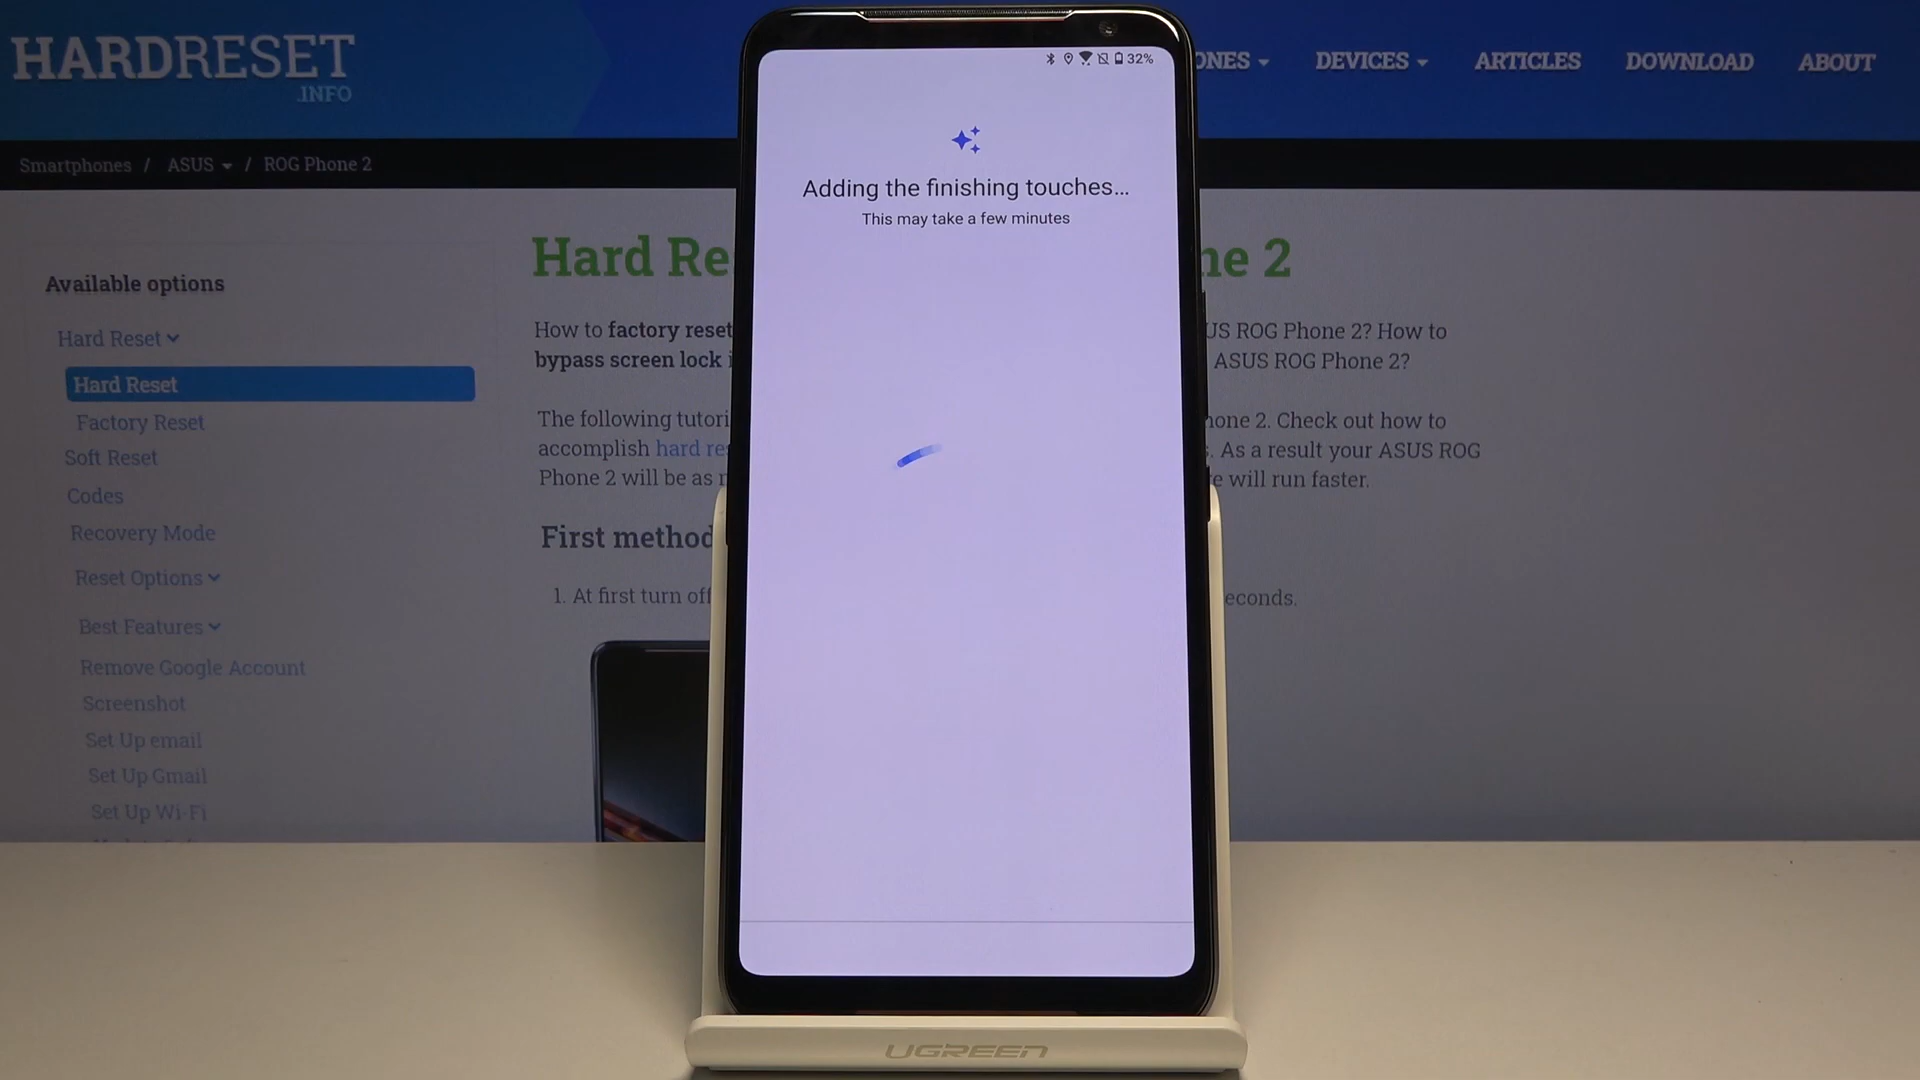 HARDRESET
.INFO
ONES
DEVICES
ARTICLES
DOWNLOAD
ABOUT
Smartphones / ASUS / ROG Phone 2
32%
Adding the finishing touches...
This may take a few minutes
Available options
Hard Reset
Hard Reset
Factory Reset
Soft Reset
Codes
Recovery Mode
Reset Options
Best Features
Remove Google Account
Screenshot
Set Up email
Set Up Gmail
Set Up Wi-Fi
Hard Re
ne 2
How to factory reset
US ROG Phone 2? How to
bypass screen lock i
ASUS ROG Phone 2?
The following tutori
hone 2. Check out how to
accomplish hard re
s. As a result your ASUS ROG
Phone 2 will be as n
e will run faster.
First method
1. At first turn off
econds.
UGREEN